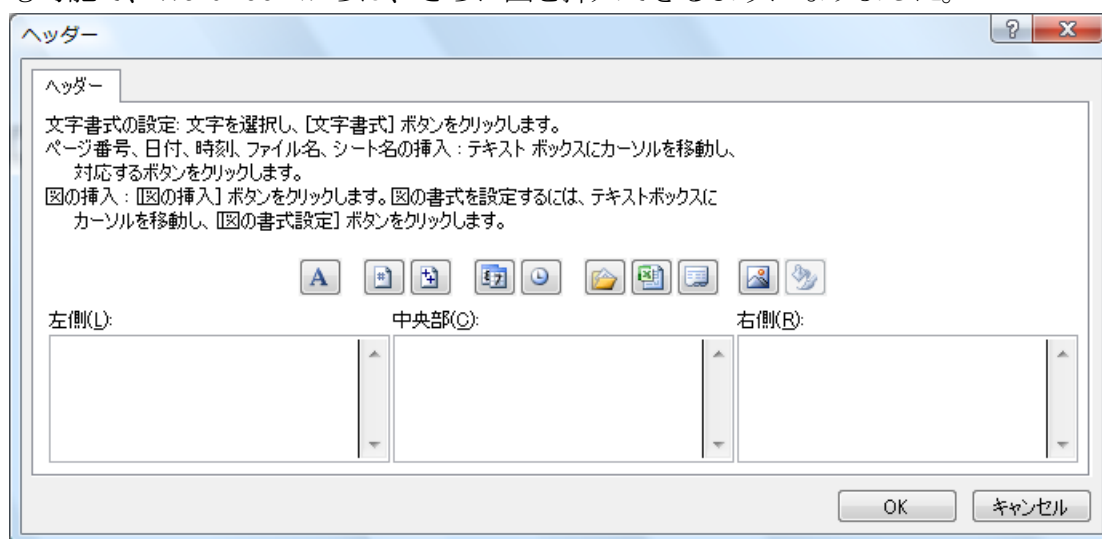 ヘッダー
ヘッダー
文字書式の設定: 文字を選択し、[文字書式] ボタンをクリックします。
ページ番号、日付、時刻、ファイル名、シート名の挿入 : テキスト ボックスにカーソルを移動し、
対応するボタンをクリックします。
図の挿入 : [図の挿入] ボタンをクリックします。図の書式を設定するには、テキストボックスに
カーソルを移動し、[図の書式設定] ボタンをクリックします。
A
左側(L):
中央部(C):
右側(R):
OK
キャンセル